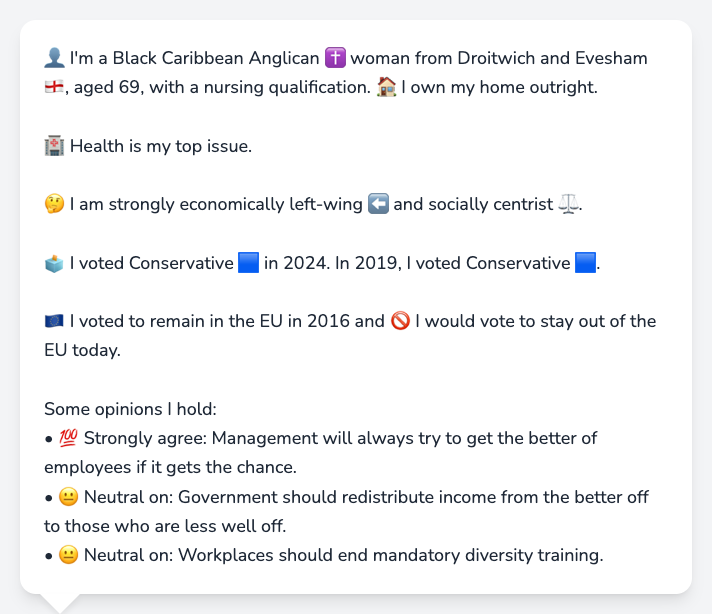 👤 I'm a Black Caribbean Anglican ✝️ woman from Droitwich and Evesham
🏴󠁧󠁢󠁥󠁮󠁧󠁿, aged 69, with a nursing qualification. 🏠 I own my home outright.
🏥 Health is my top issue.
🤔 I am strongly economically left-wing ⬅️ and socially centrist ⚖️.
🗳️ I voted Conservative 🟦 in 2024. In 2019, I voted Conservative 🟦.
🇪🇺 I voted to remain in the EU in 2016 and 🚫 I would vote to stay out of the
EU today.
Some opinions I hold:
• 💯 Strongly agree: Management will always try to get the better of
employees if it gets the chance.
• 😐 Neutral on: Government should redistribute income from the better off
to those who are less well off.
• 😐 Neutral on: Workplaces should end mandatory diversity training.